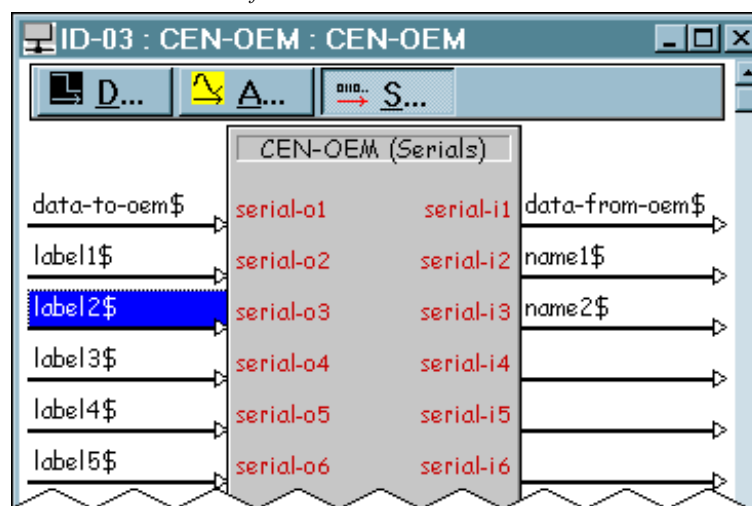 ID-03 : CEN-OEM : CEN-OEM
D... A... S...
CEN-OEM (Serials)
data-to-oem$ serial-o1 serial-i1 data-from-oem$
label1$ serial-o2 serial-i2 name1$
label2$ serial-o3 serial-i3 name2$
label3$ serial-o4 serial-i4
label4$ serial-o5 serial-i5
label5$ serial-o6 serial-i6